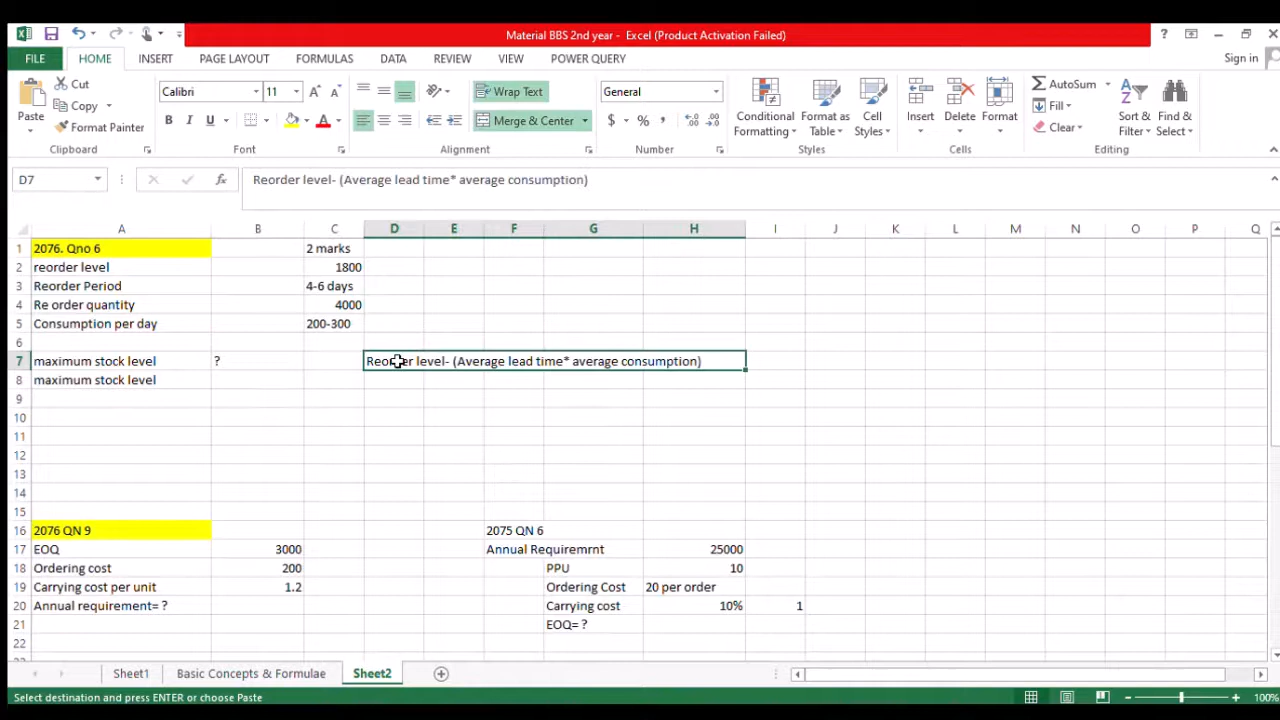 Material BBS 2nd year - Excel (Product Activation Failed)
FILE HOME INSERT PAGE LAYOUT FORMULAS DATA REVIEW VIEW POWER QUERY Sign in
Paste Cut Copy Format Painter Clipboard
Calibri 11 B I U A Font
Wrap Text Merge & Center Alignment
General $ % , Number
Conditional Formatting Format as Table Cell Styles Styles
Insert Delete Format Cells
AutoSum Fill Clear Sort & Filter Find & Select Editing
D7 fx Reorder level- (Average lead time* average consumption)
A B C D E F G H I J K L M N O P Q
1 2076. Qno 6 2 marks
2 reorder level 1800
3 Reorder Period 4-6 days
4 Re order quantity 4000
5 Consumption per day 200-300
6
7 maximum stock level ? Reorder level- (Average lead time* average consumption)
8 maximum stock level
9
10
11
12
13
14
15
16 2076 QN 9 2075 QN 6
17 EOQ 3000 Annual Requiremrnt 25000
18 Ordering cost 200 PPU 10
19 Carrying cost per unit 1.2 Ordering Cost 20 per order
20 Annual requirement= ? Carrying cost 10% 1
21 EOQ= ?
22
Sheet1 Basic Concepts & Formulae Sheet2
Select destination and press ENTER or choose Paste 100%